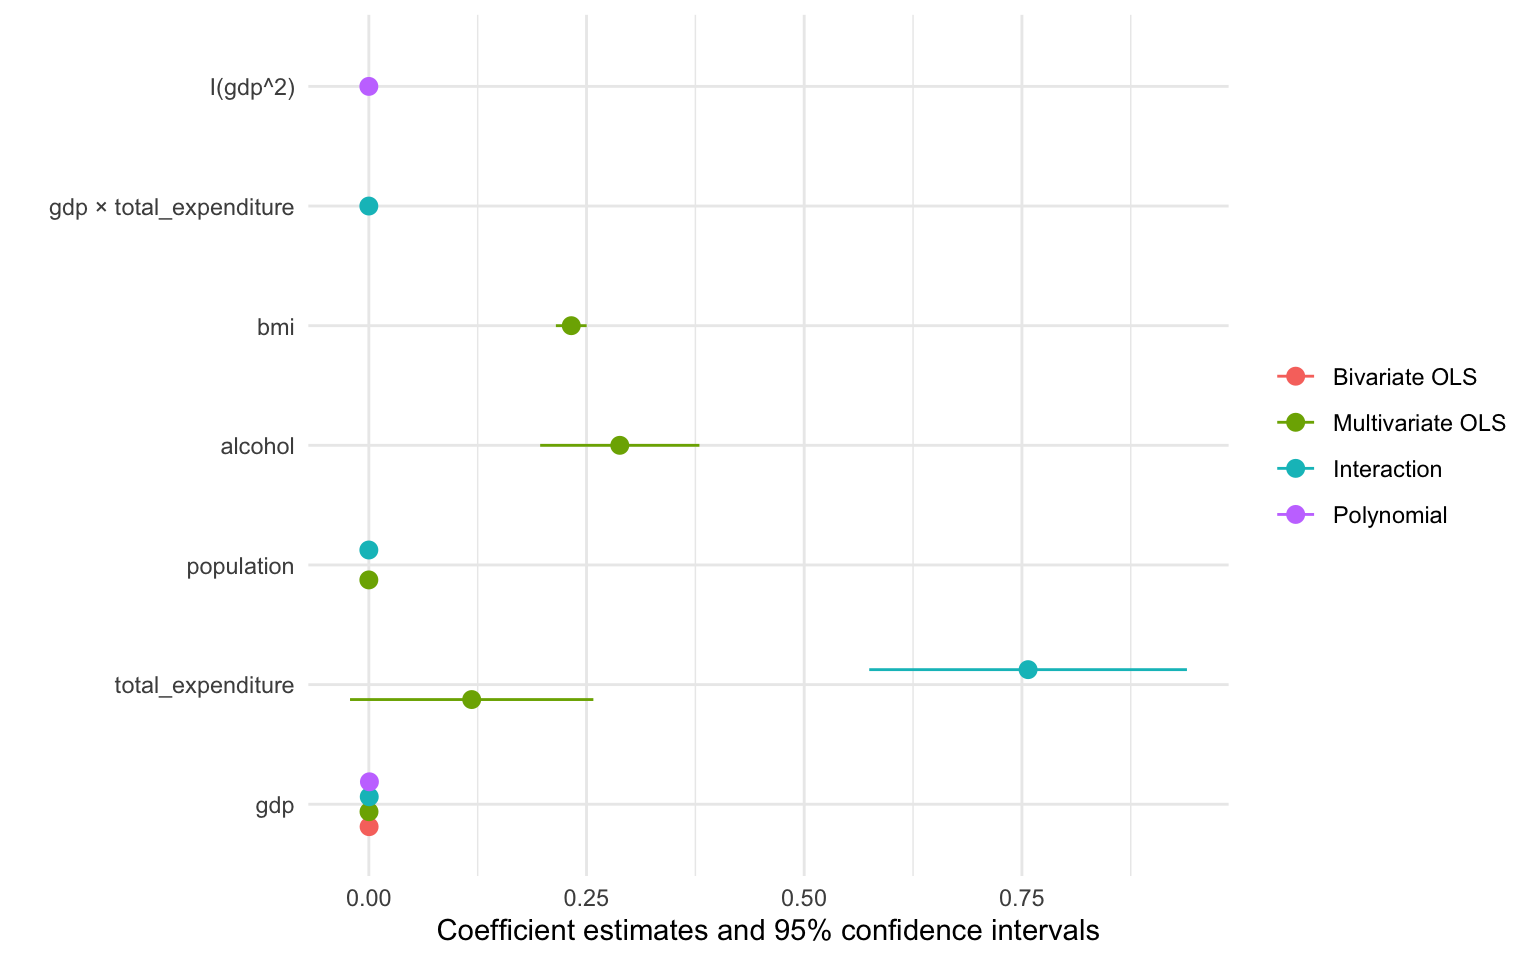 I(gdp^2)
gdp × total_expenditure
bmi
alcohol
population
total_expenditure
gdp
0.00 0.25 0.50 0.75
Coefficient estimates and 95% confidence intervals
Bivariate OLS
Multivariate OLS
Interaction
Polynomial